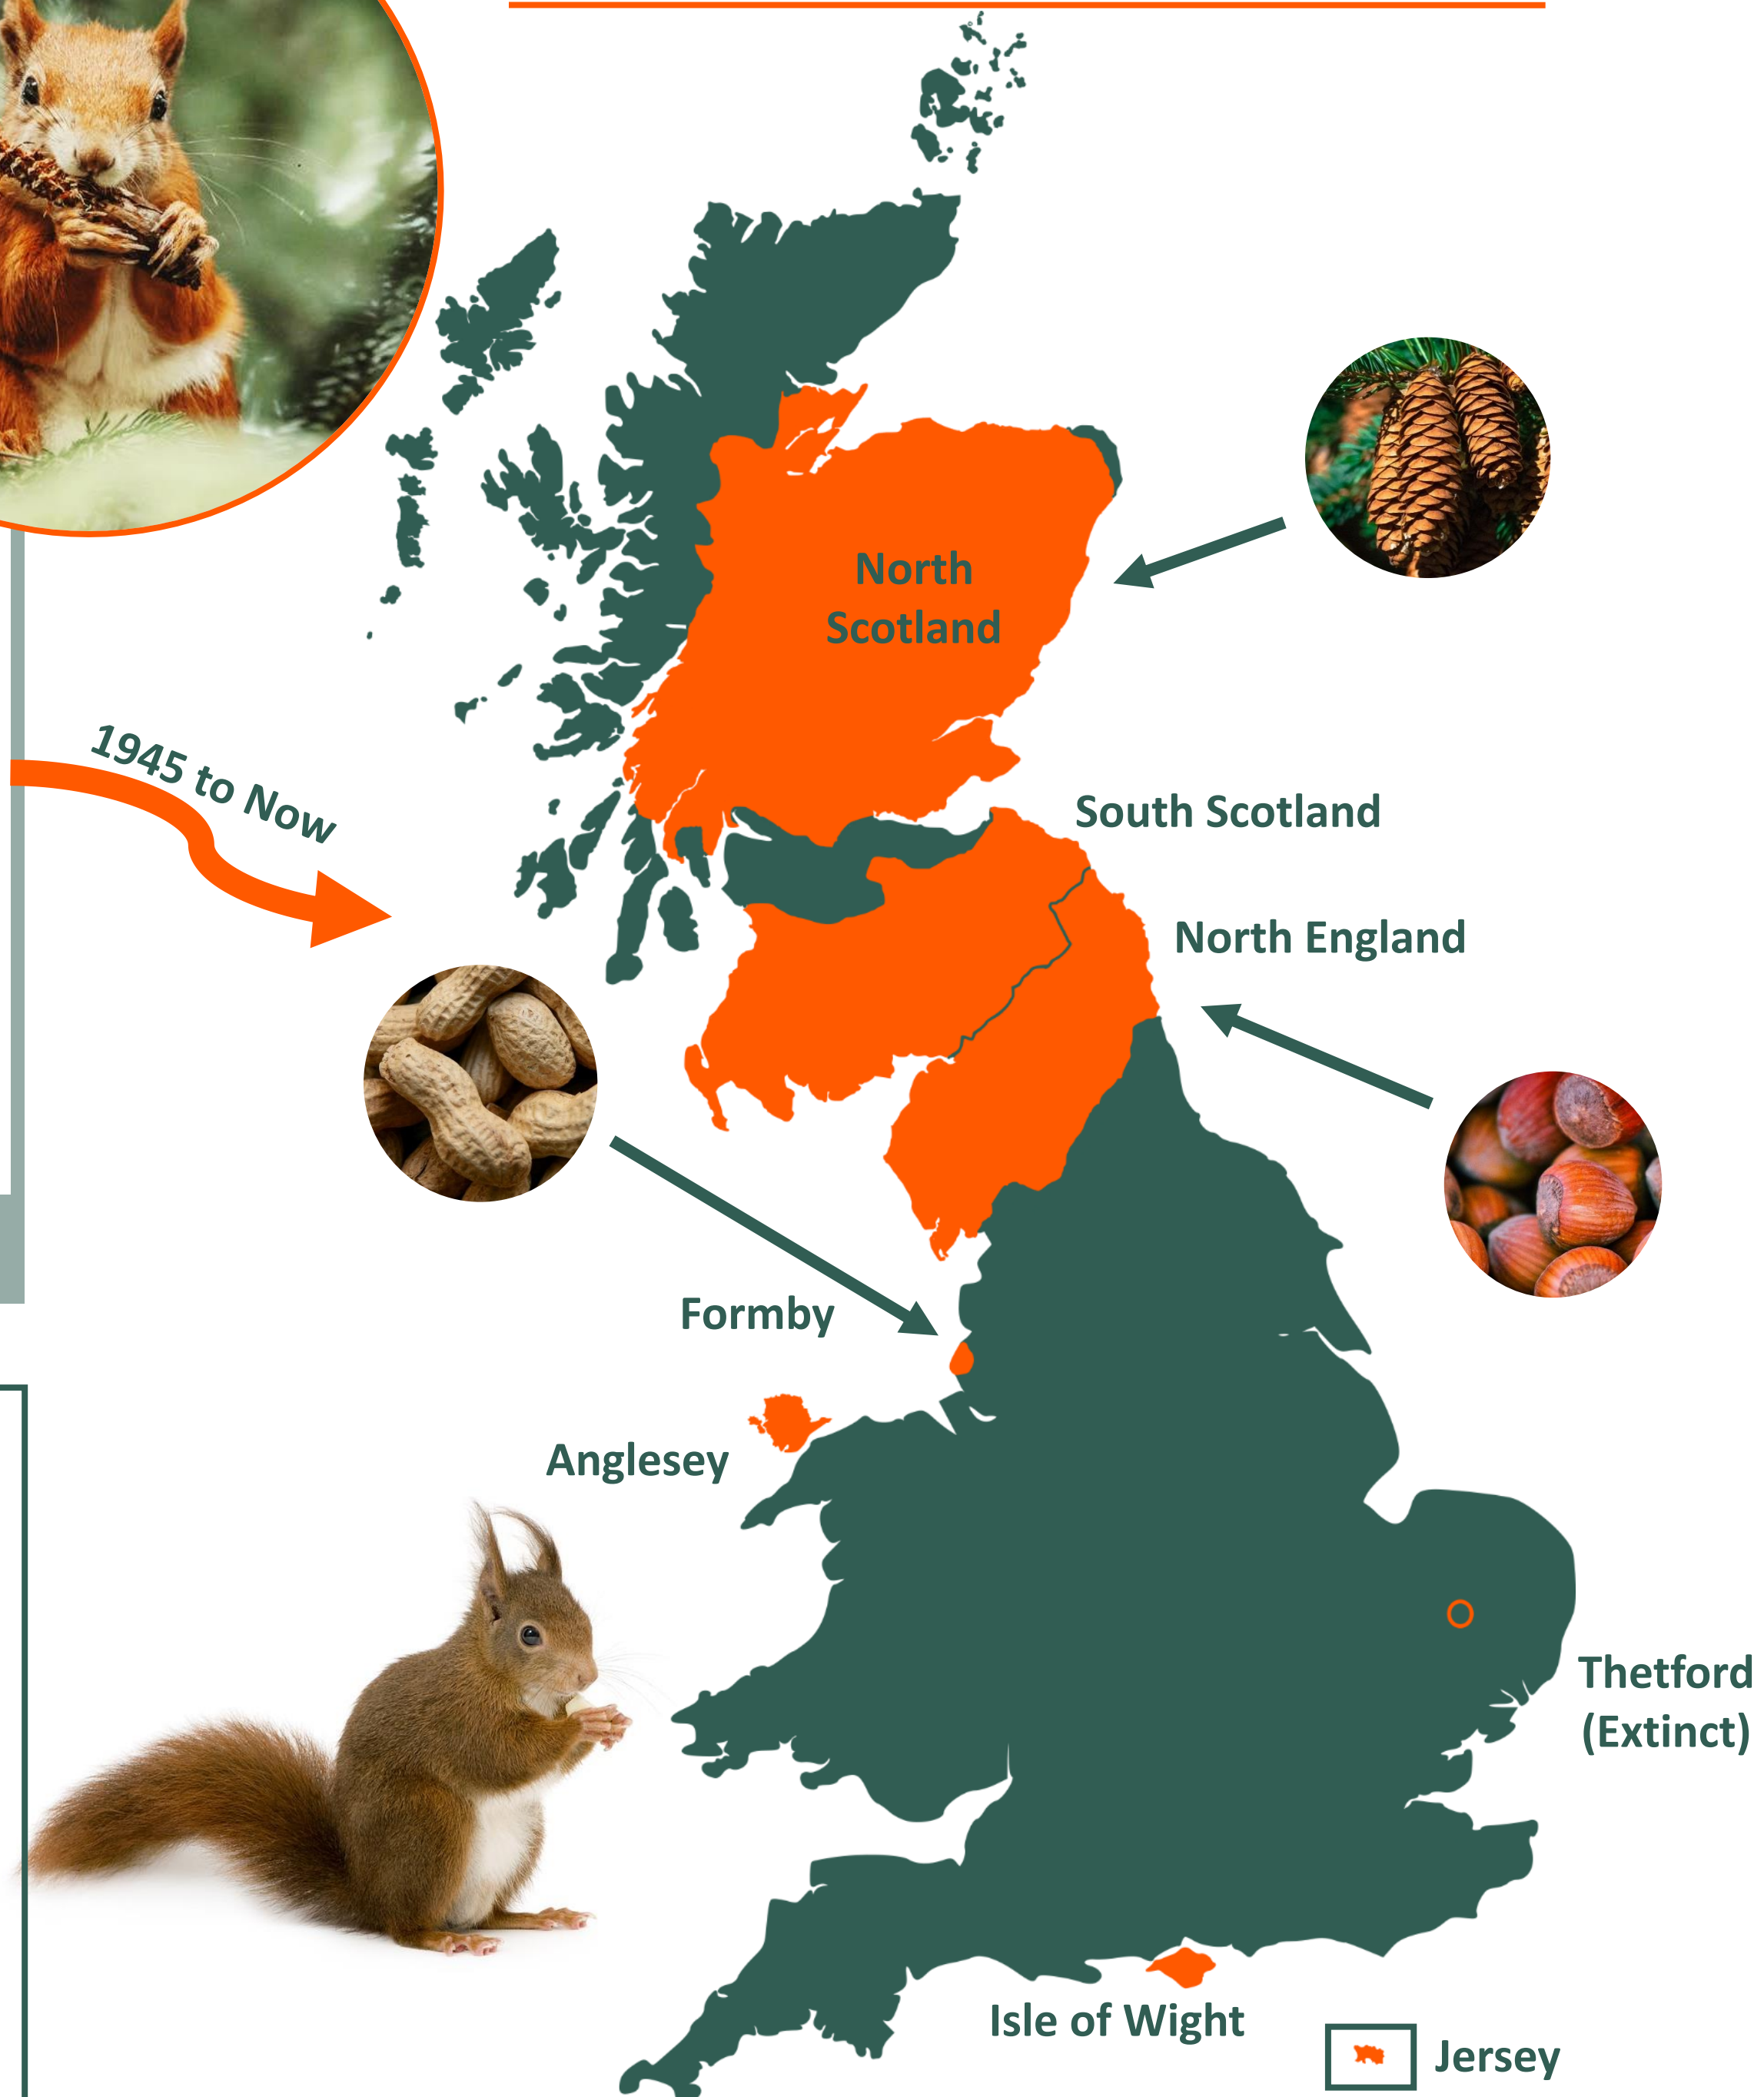 North
Scotland
1945 to Now
South Scotland
North England
Formby
Anglesey
Thetford
(Extinct)
Isle of Wight
Jersey